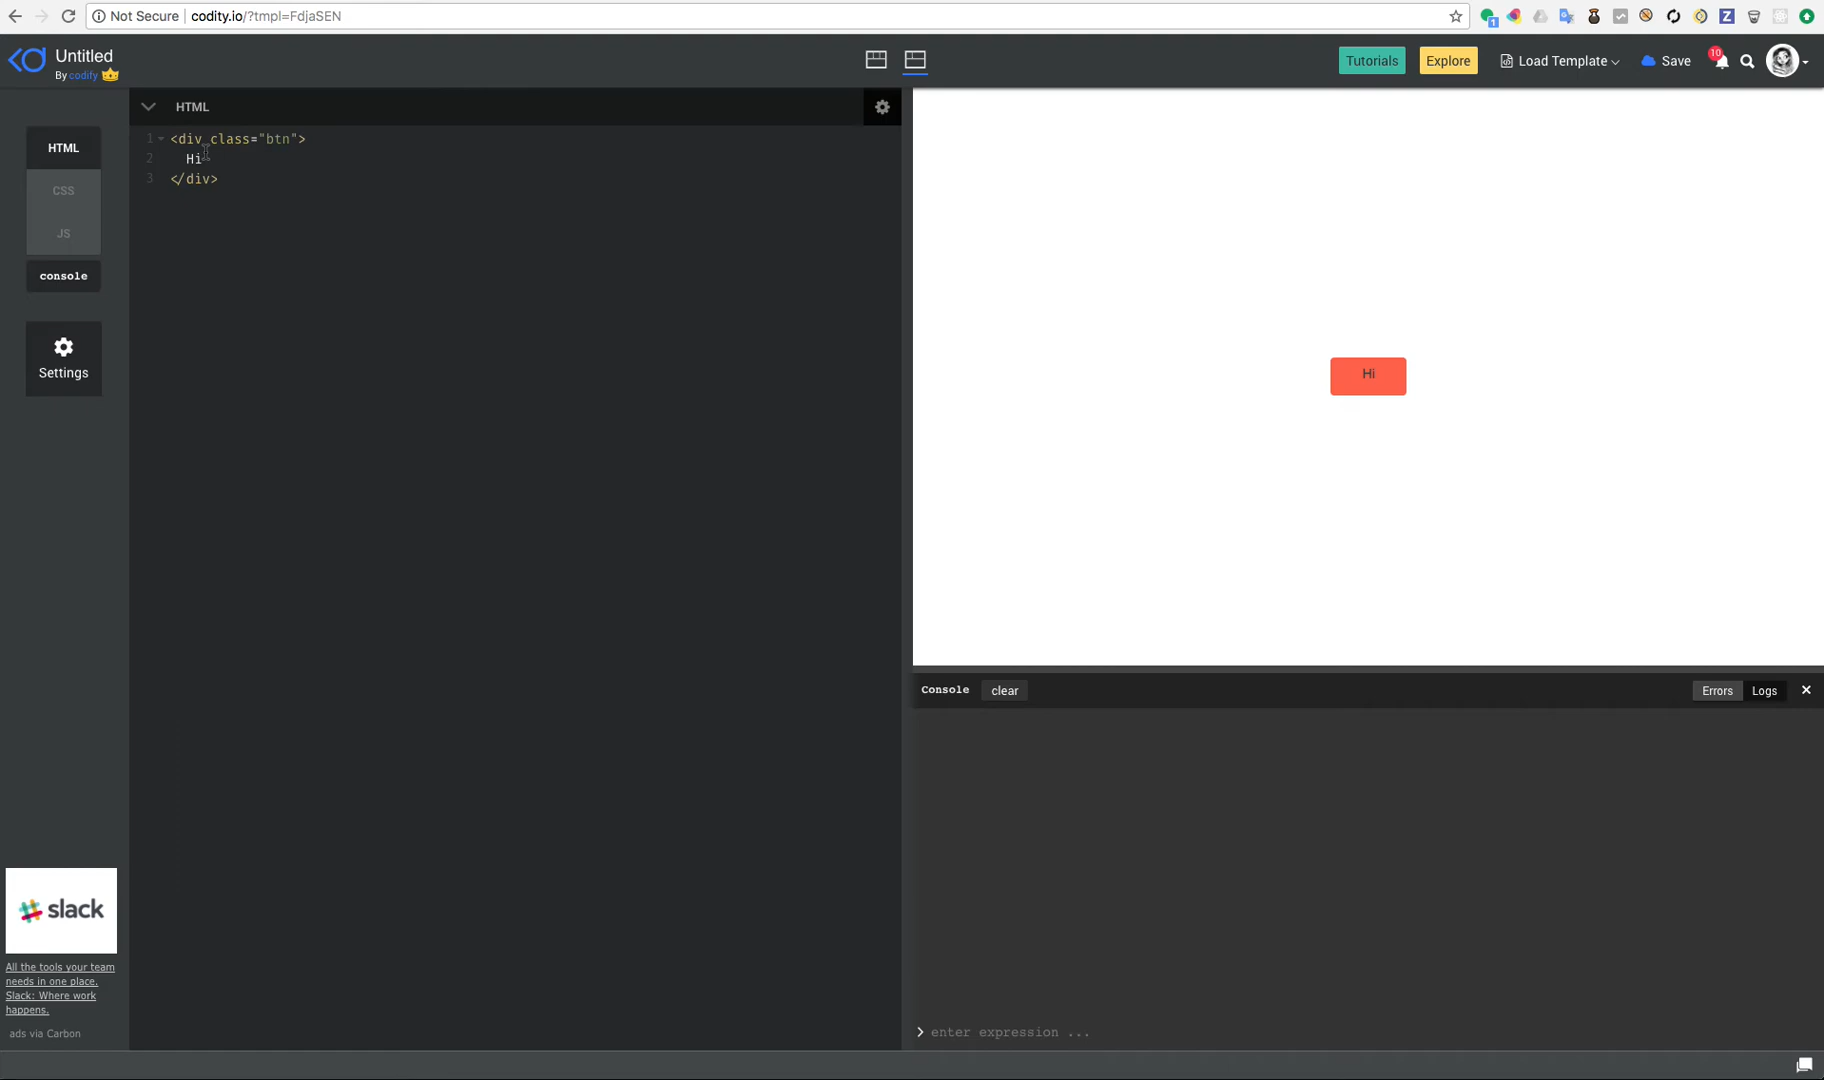 Not Secure codity.io/?tmpl=FdjaSEN
1
Z
Untitled
By codify
Tutorials
Explore
Load Template
Save
10
HTML
CSS
JS
console
Settings
HTML
1 <div class="btn">
2 Hi
3 </div>
Hi
Console clear
Errors Logs
enter expression ...
slack
All the tools your team
needs in one place.
Slack: Where work
happens.
ads via Carbon